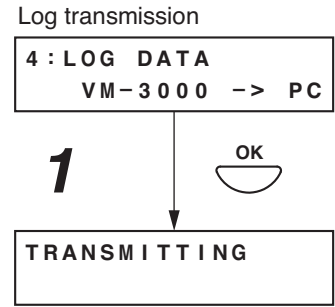 Log transmission
4:LOG DATA
VM-3000 -> PC
1
OK
TRANSMITTING